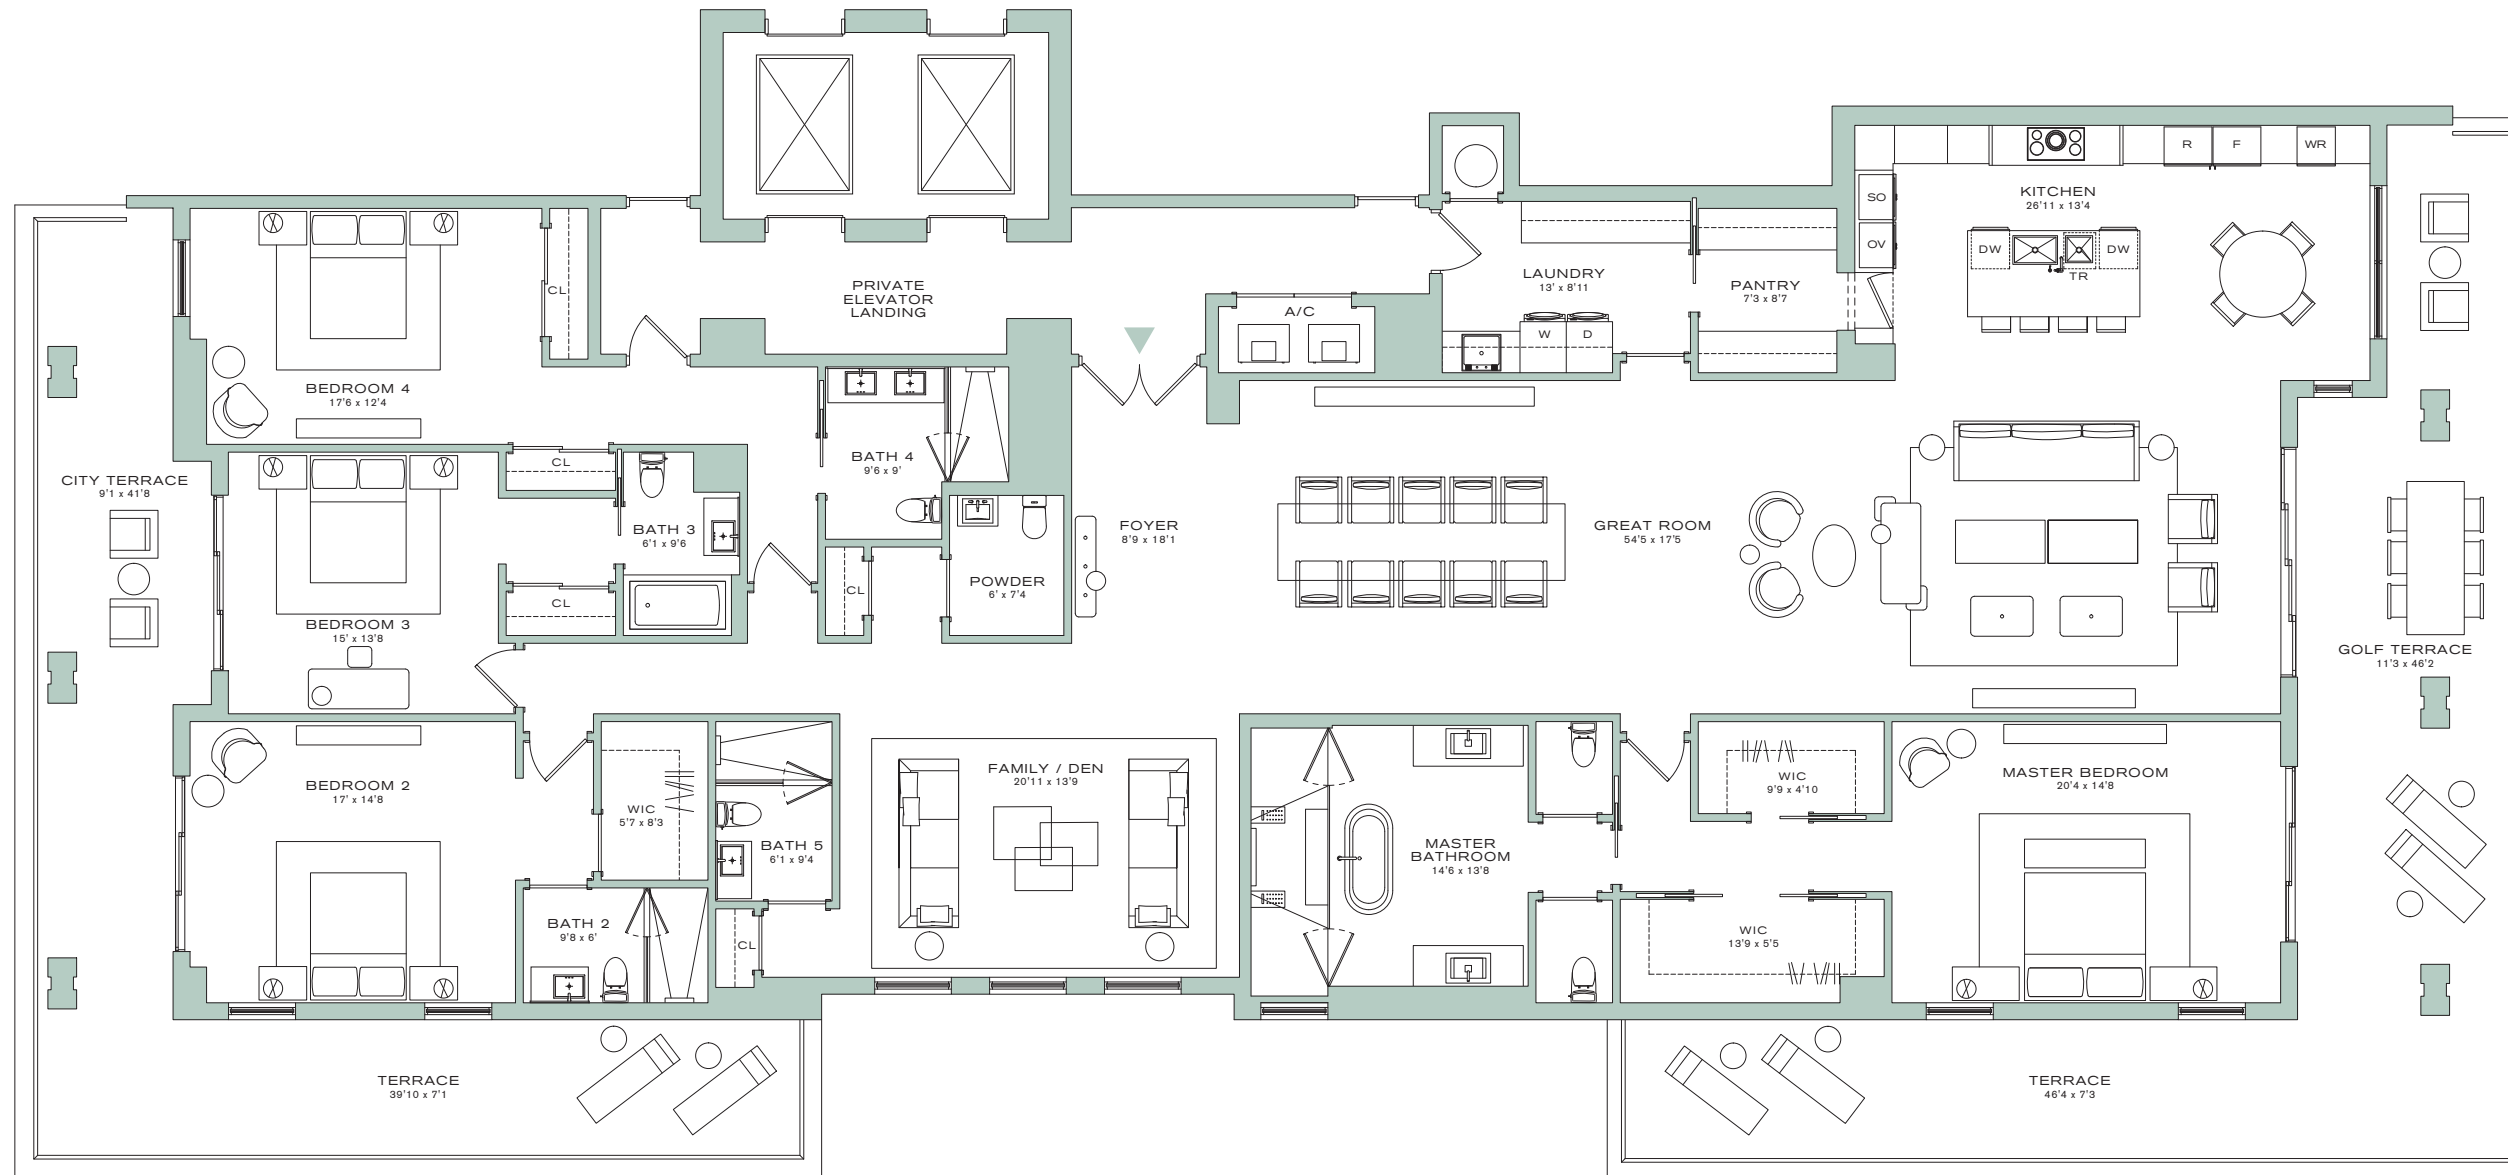 R
F
WR
KITCHEN
26'11 x 13'4
SO
OV
DW
DW
TR
PRIVATE
ELEVATOR
LANDING
CL
LAUNDRY
13' x 8'11
PANTRY
7'3 x 8'7
A/C
W
D
BEDROOM 4
17'6 x 12'4
CITY TERRACE
9'1 x 41'8
CL
BATH 4
9'6 x 9'
BATH 3
6'1 x 9'6
FOYER
8'9 x 18'1
GREAT ROOM
54'5 x 17'5
POWDER
6' x 7'4
CL
CL
BEDROOM 3
15' x 13'8
GOLF TERRACE
11'3 x 46'2
BEDROOM 2
17' x 14'8
WIC
5'7 x 8'3
FAMILY / DEN
20'11 x 13'9
WIC
9'9 x 4'10
MASTER BEDROOM
20'4 x 14'8
BATH 5
6'1 x 9'4
MASTER
BATHROOM
14'6 x 13'8
BATH 2
9'8 x 6'
CL
WIC
13'9 x 5'5
TERRACE
39'10 x 7'1
TERRACE
46'4 x 7'3